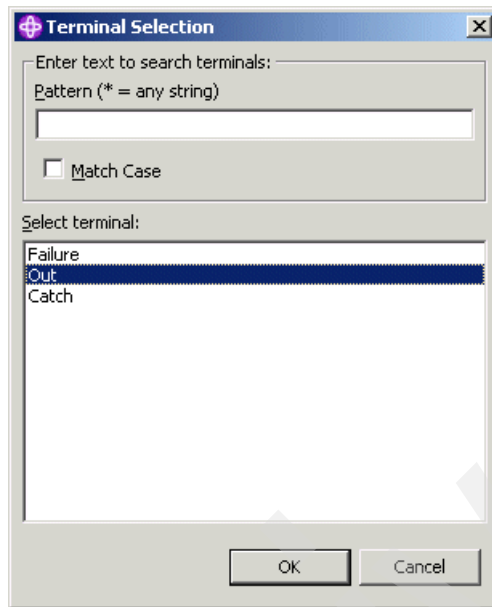 Terminal Selection
Enter text to search terminals:
Pattern (* = any string)
Match Case
Select terminal:
Failure
Out
Catch
OK
Cancel